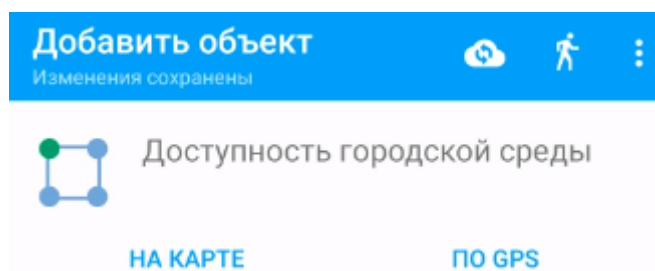 Добавить объект
Изменения сохранены
Доступность городской среды
НА КАРТЕ
ПО GPS